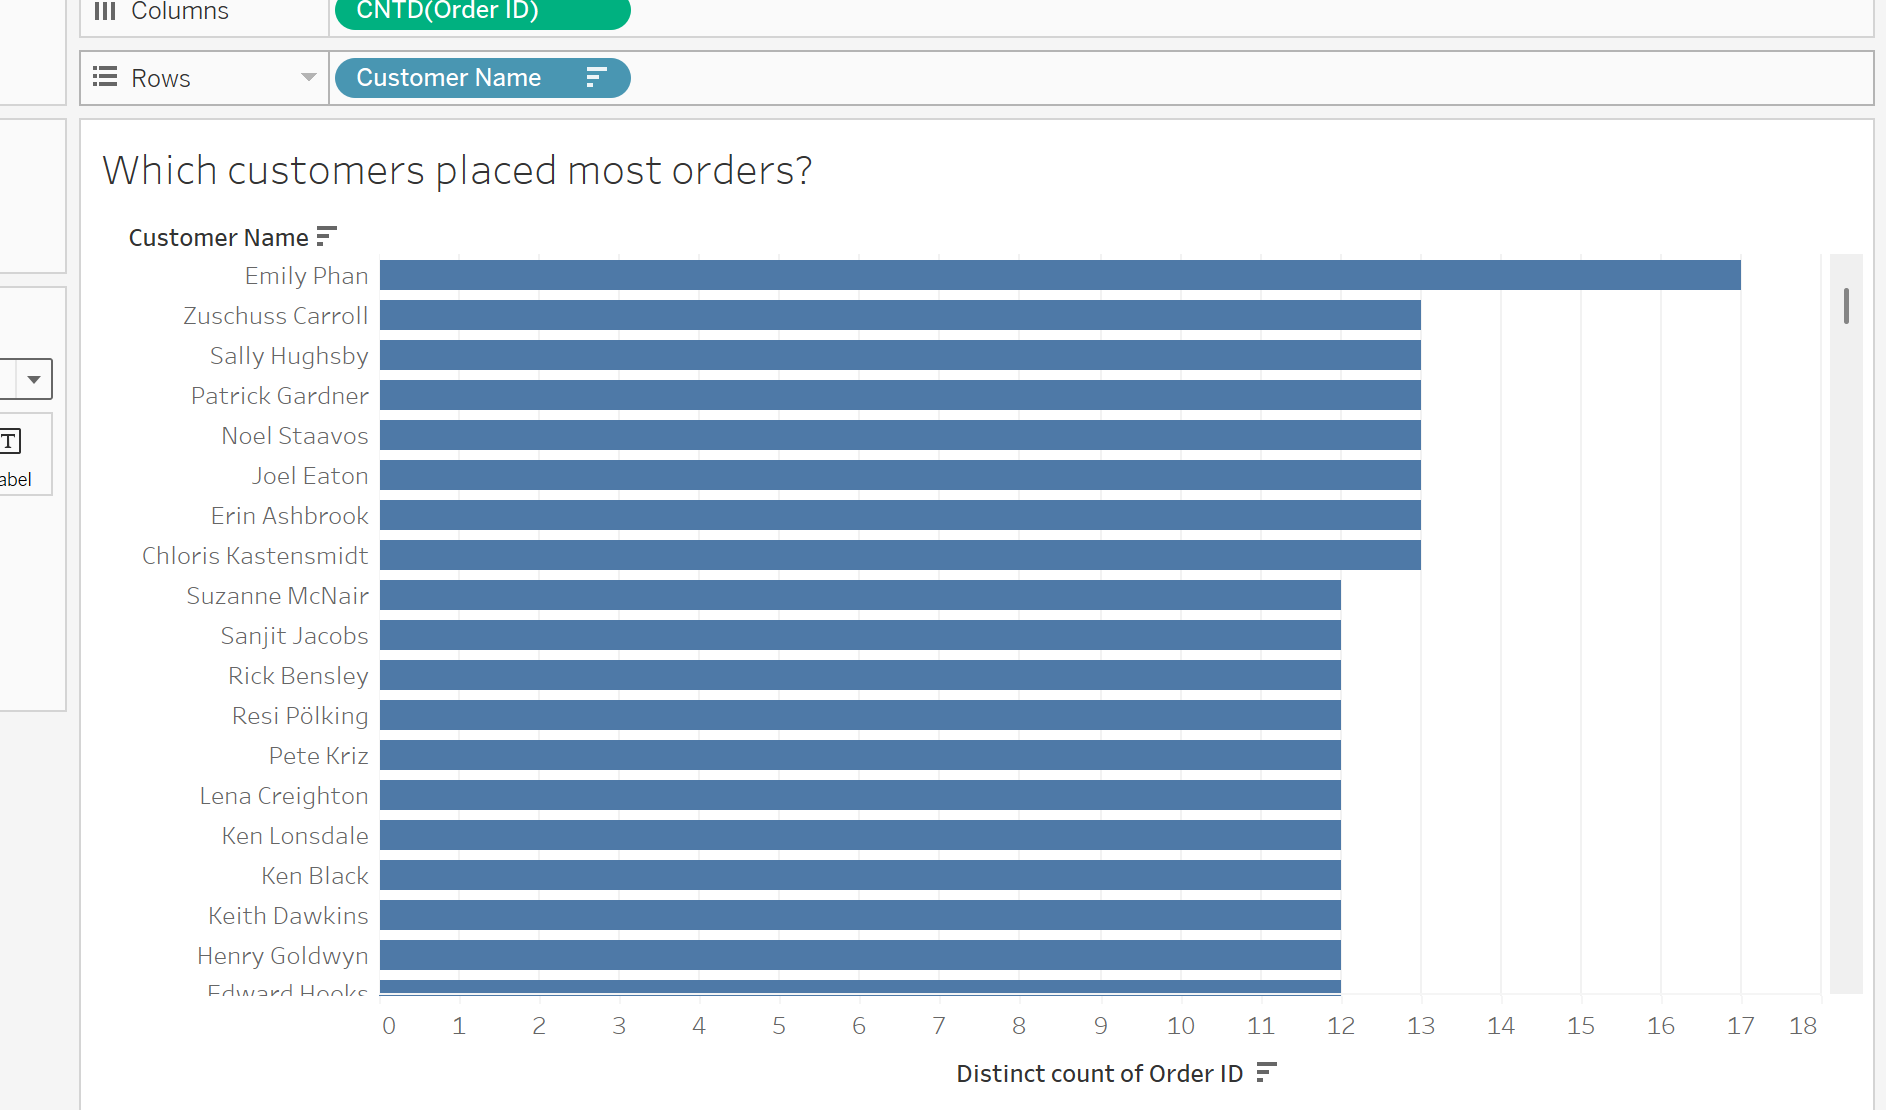 Columns
CNTD(Order ID)
Rows
Customer Name
Which customers placed most orders?
Customer Name
Emily Phan
Zuschuss Carroll
Sally Hughsby
Patrick Gardner
Noel Staavos
Joel Eaton
Erin Ashbrook
Chloris Kastensmidt
Suzanne McNair
Sanjit Jacobs
Rick Bensley
Resi Pölking
Pete Kriz
Lena Creighton
Ken Lonsdale
Ken Black
Keith Dawkins
Henry Goldwyn
Edward Hooks
0 1 2 3 4 5 6 7 8 9 10 11 12 13 14 15 16 17 18
Distinct count of Order ID
T
abel